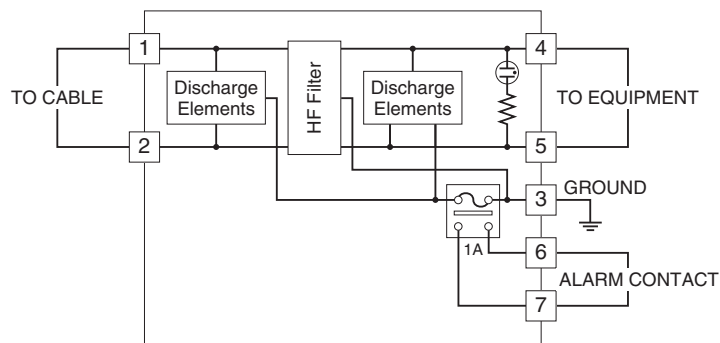 1
4
TO CABLE
Discharge
Elements
HF Filter
Discharge
Elements
TO EQUIPMENT
2
5
GROUND
3
1A
6
ALARM CONTACT
7